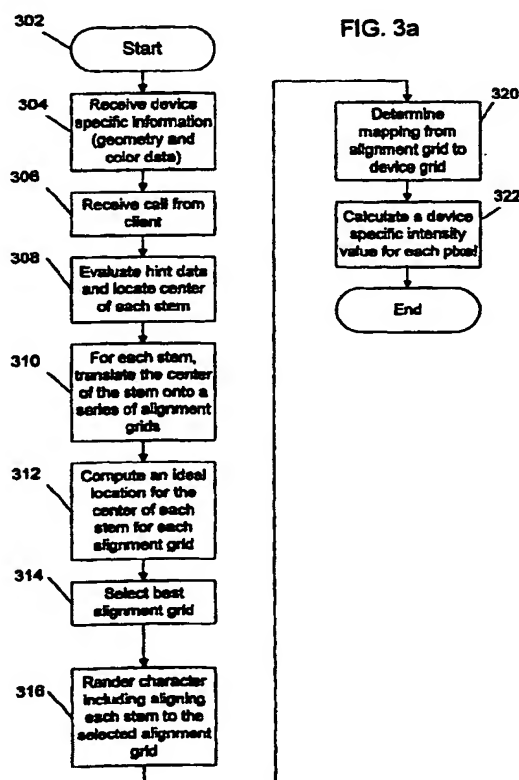 FIG. 3a
302
Start
304
Receive device
specific information
(geometry and
color data)
306
Receive call from
client
308
Evaluate hint data
and locate center
of each stem
310
For each stem,
translate the center
of the stem onto a
series of alignment
grids
312
Compute an ideal
location for the
center of each
stem for each
alignment grid
314
Select best
alignment grid
316
Render character
including aligning
each stem to the
selected alignment
grid
320
Determine
mapping from
alignment grid to
device grid
322
Calculate a device
specific intensity
value for each pixel
End